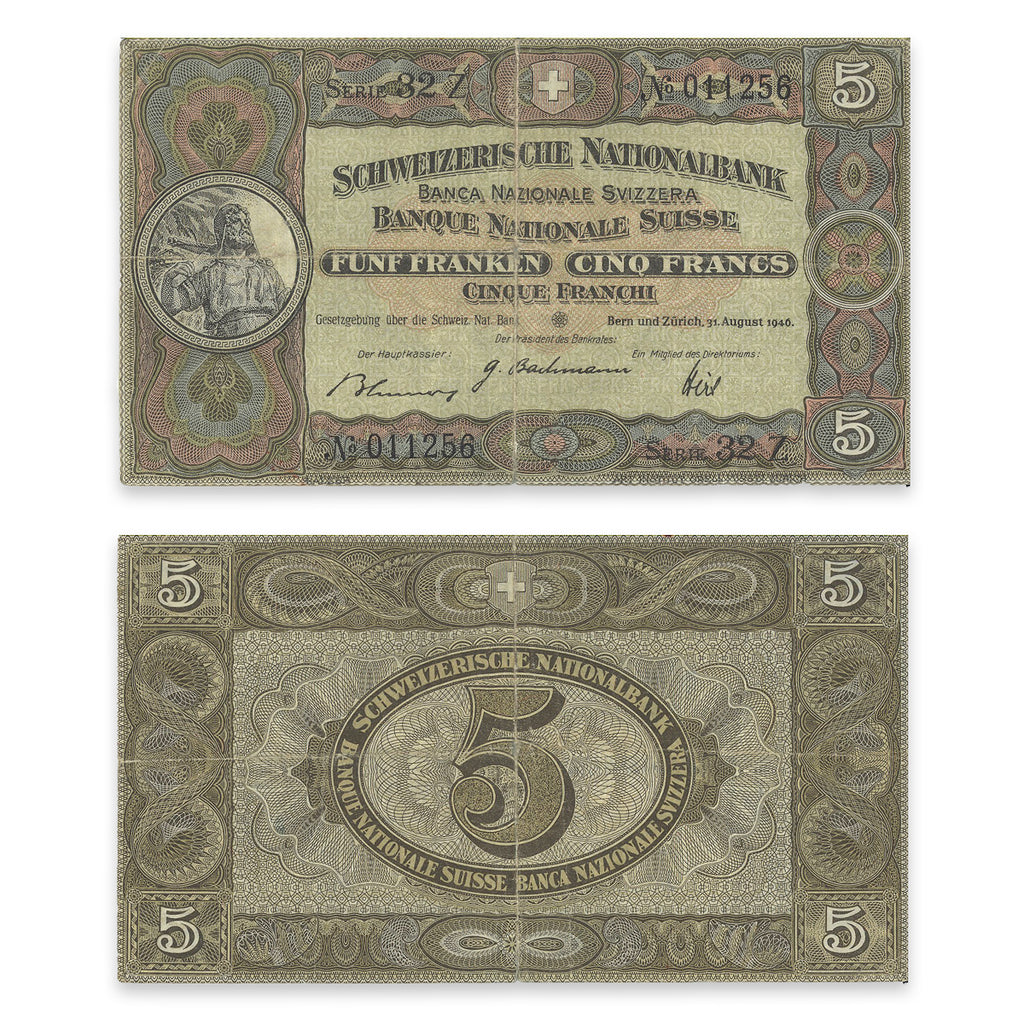 SERIE 32 Z № 011256 5
SCHWEIZERISCHE NATIONALBANK
BANCA NAZIONALE SVIZZERA
BANQUE NATIONALE SUISSE
FÜNF FRANKEN CINQ FRANCS
CINQUE FRANCHI
Gesetzgebung über die Schweiz. Nat. Bank Bern und Zürich, 31. August 1946.
Der Präsident des Bankrates:
Der Hauptkassier: Ein Mitglied des Direktoriums:
G. Bachmann
№ 011256 SERIE 32 Z 5
5 5
SCHWEIZERISCHE NATIONALBANK
5
BANQUE NATIONALE SUISSE BANCA NAZIONALE SVIZZERA
5 5